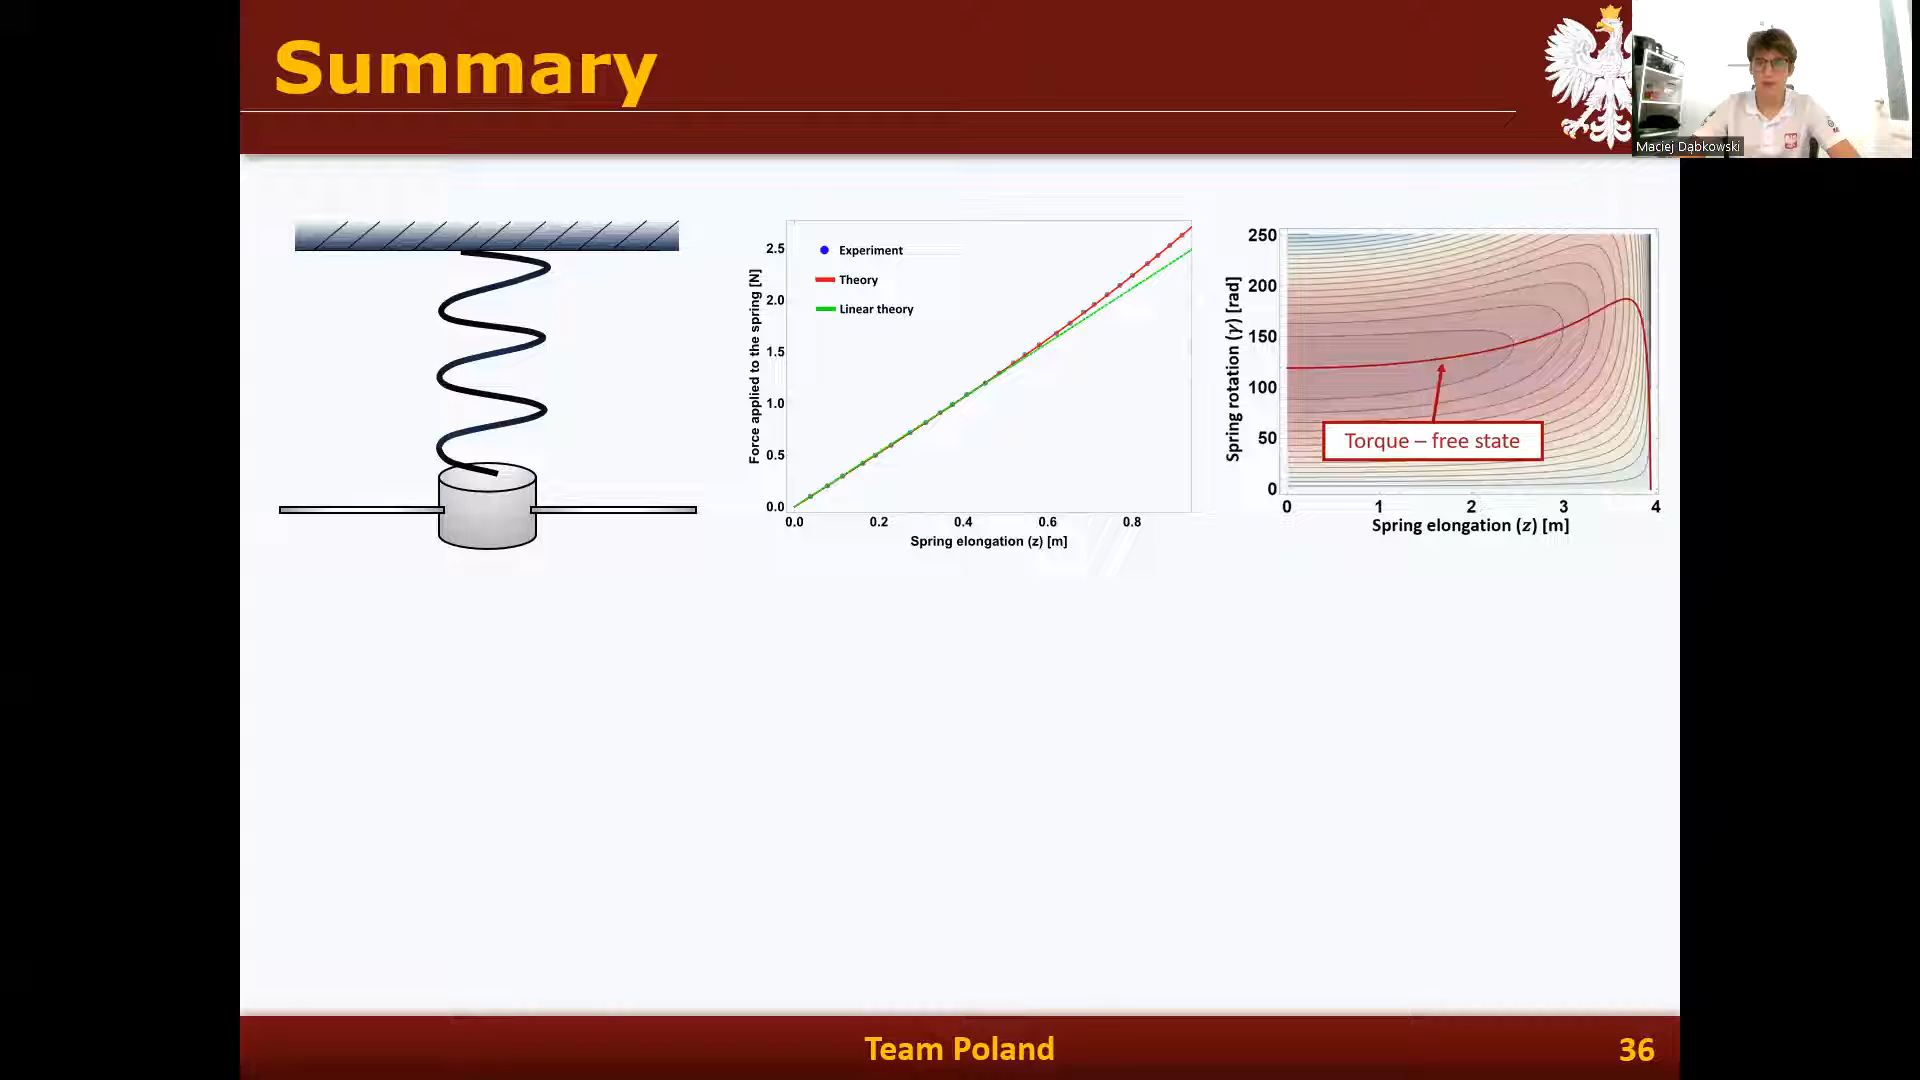 Summary
Maciej Dąbkowski
Experiment
Theory
Linear theory
Force applied to the spring [N]
2.5
2.0
1.5
1.0
0.5
0.0
0.0 0.2 0.4 0.6 0.8
Spring elongation (z) [m]
Spring rotation (γ) [rad]
250
200
150
100
50
0
Torque – free state
0 1 2 3 4
Spring elongation (z) [m]
Team Poland
36